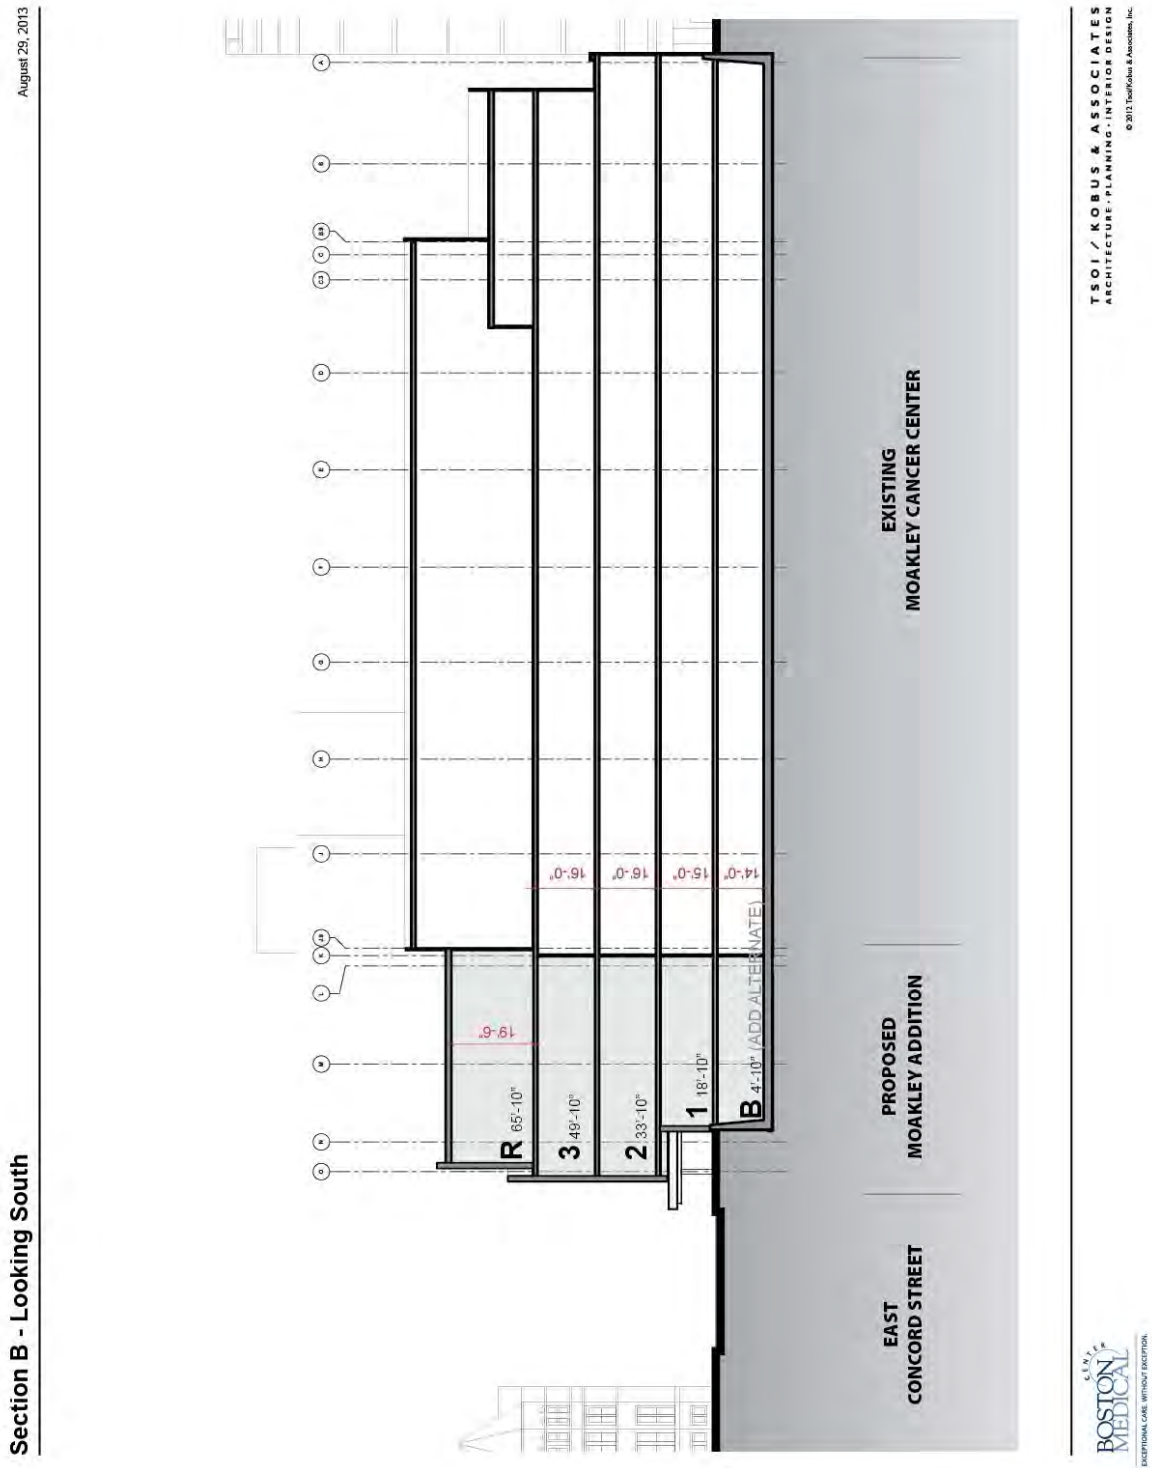 Section B - Looking South
August 29, 2013
A
B
C
D
E
F
G
H
J
K
L
M
N
O
19'-6"
16'-0"
16'-0"
15'-0"
14'-0"
R 65'-10"
3 49'-10"
2 33'-10"
1 18'-10"
B 4'-10" (ADD ALTERNATE)
EAST
CONCORD STREET
PROPOSED
MOAKLEY ADDITION
EXISTING
MOAKLEY CANCER CENTER
BOSTON
MEDICAL
CENTER
EXCEPTIONAL CARE. WITHOUT EXCEPTION.
TSOI / KOBUS & ASSOCIATES
ARCHITECTURE · PLANNING · INTERIOR DESIGN
© 2012 Tsoi/Kobus & Associates, Inc.